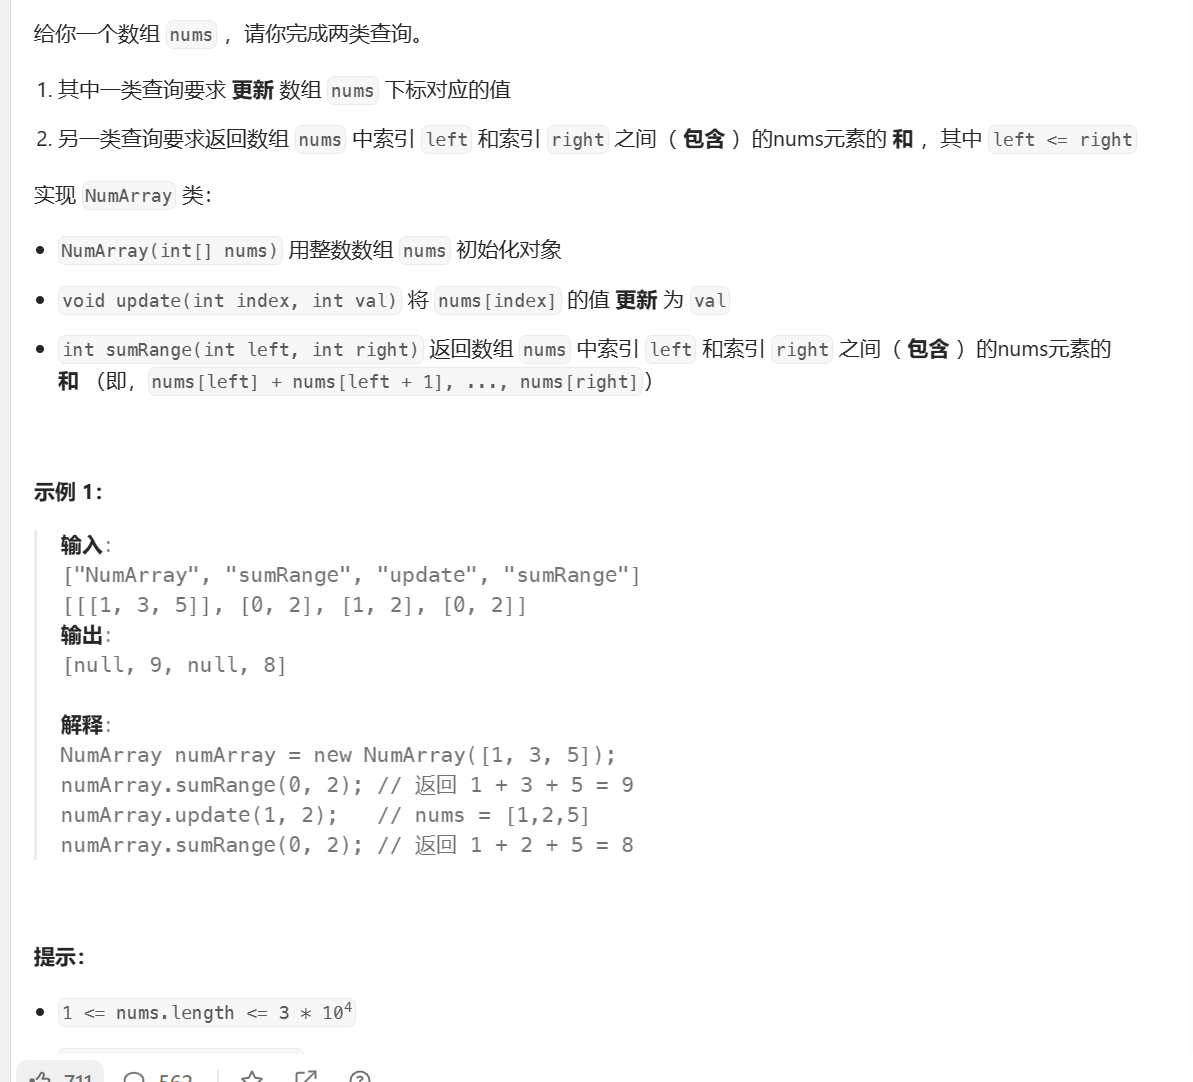 给你一个数组 nums ，请你完成两类查询。
1. 其中一类查询要求 更新 数组 nums 下标对应的值
2. 另一类查询要求返回数组 nums 中索引 left 和索引 right 之间（ 包含 ）的nums元素的 和 ，其中 left <= right
实现 NumArray 类：
NumArray(int[] nums) 用整数数组 nums 初始化对象
void update(int index, int val) 将 nums[index] 的值 更新 为 val
int sumRange(int left, int right) 返回数组 nums 中索引 left 和索引 right 之间（ 包含 ）的nums元素的
和 （即，nums[left] + nums[left + 1], ..., nums[right]）
示例 1：
输入：
["NumArray", "sumRange", "update", "sumRange"]
[[[1, 3, 5]], [0, 2], [1, 2], [0, 2]]
输出：
[null, 9, null, 8]
解释：
NumArray numArray = new NumArray([1, 3, 5]);
numArray.sumRange(0, 2); // 返回 1 + 3 + 5 = 9
numArray.update(1, 2);   // nums = [1,2,5]
numArray.sumRange(0, 2); // 返回 1 + 2 + 5 = 8
提示：
1 <= nums.length <= 3 * 10⁴
711 562